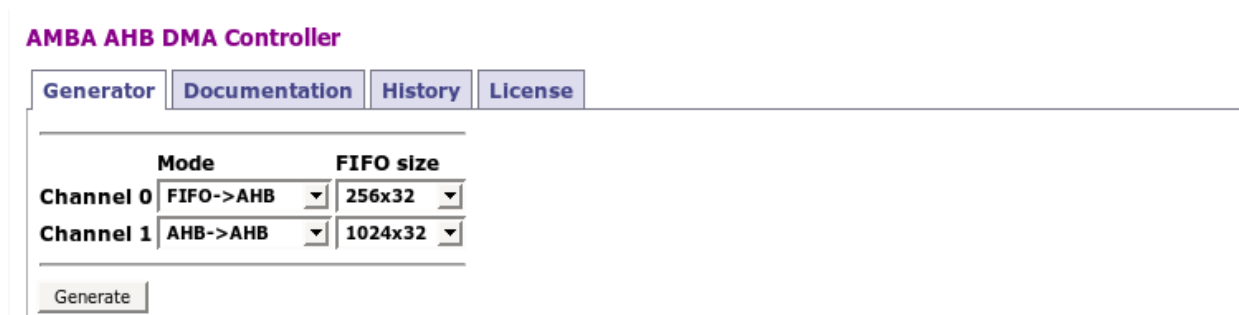 AMBA AHB DMA Controller
Generator Documentation History License
Mode FIFO size
Channel 0 FIFO->AHB 256x32
Channel 1 AHB->AHB 1024x32
Generate